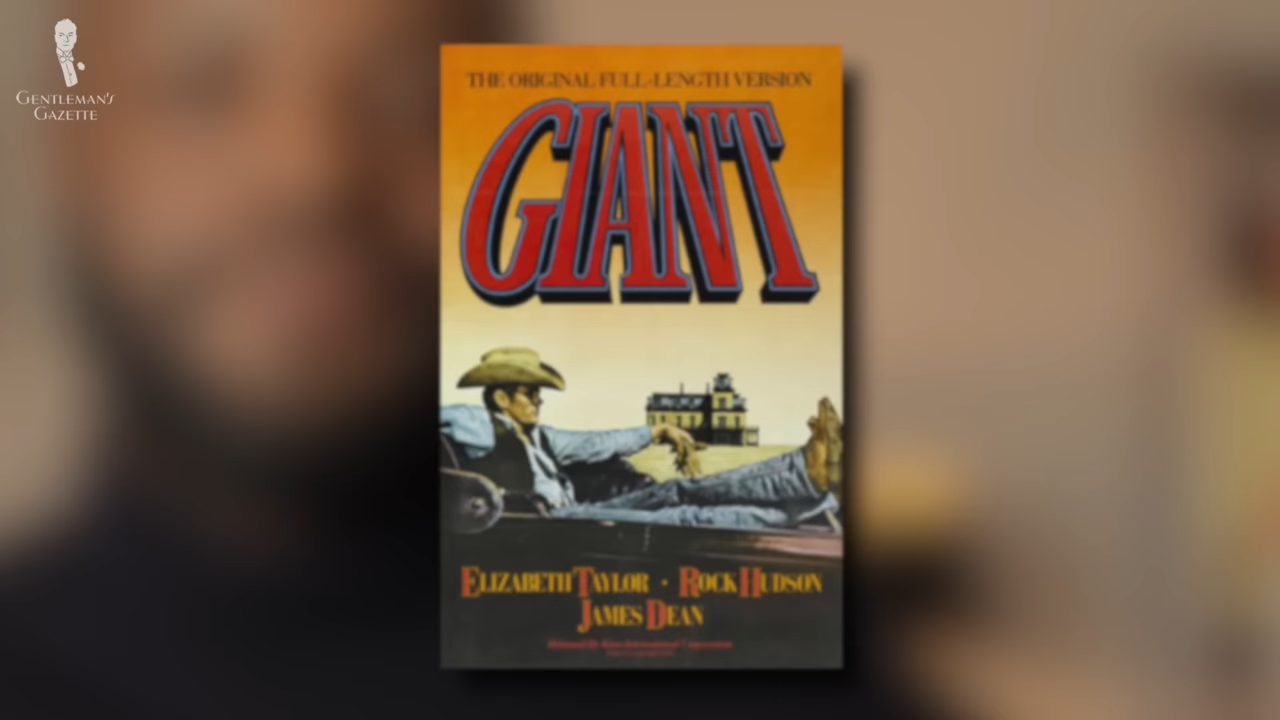 GENTLEMAN'S
GAZETTE
THE ORIGINAL FULL-LENGTH VERSION
GIANT
ELIZABETH TAYLOR • ROCK HUDSON
JAMES DEAN